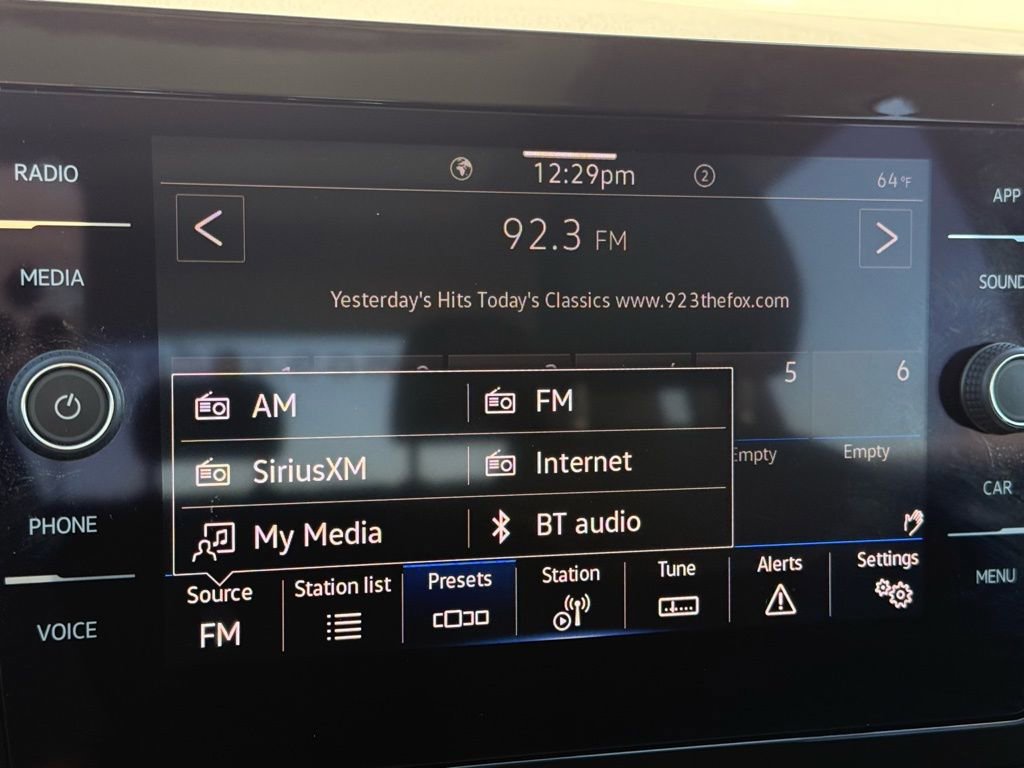 RADIO
MEDIA
PHONE
VOICE
12:29pm
2
64°F
92.3 FM
Yesterday's Hits Today's Classics www.923thefox.com
5
6
Empty
Empty
AM
FM
SiriusXM
Internet
My Media
BT audio
Source
FM
Station list
Presets
Station
Tune
Alerts
Settings
APP
SOUND
CAR
MENU